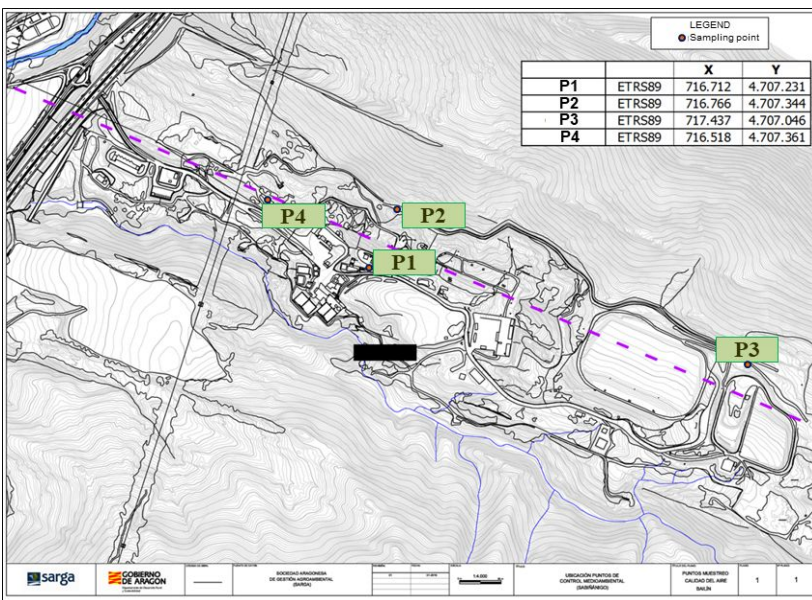 LEGEND
Sampling point
X Y
P1 ETRS89 716.712 4.707.231
P2 ETRS89 716.766 4.707.344
P3 ETRS89 717.437 4.707.046
P4 ETRS89 716.518 4.707.361
P4
P2
P1
P3
sarga
GOBIERNO
DE ARAGON
SOCIEDAD ARAGONESA
DE GESTIÓN AGROAMBIENTAL
(SARGA)
UBICACIÓN PUNTOS DE
CONTROL MEDIOAMBIENTAL
(SABIÑÁNIGO)
PUNTOS MUESTREO
CALIDAD DEL AIRE
BAILÍN
1
1